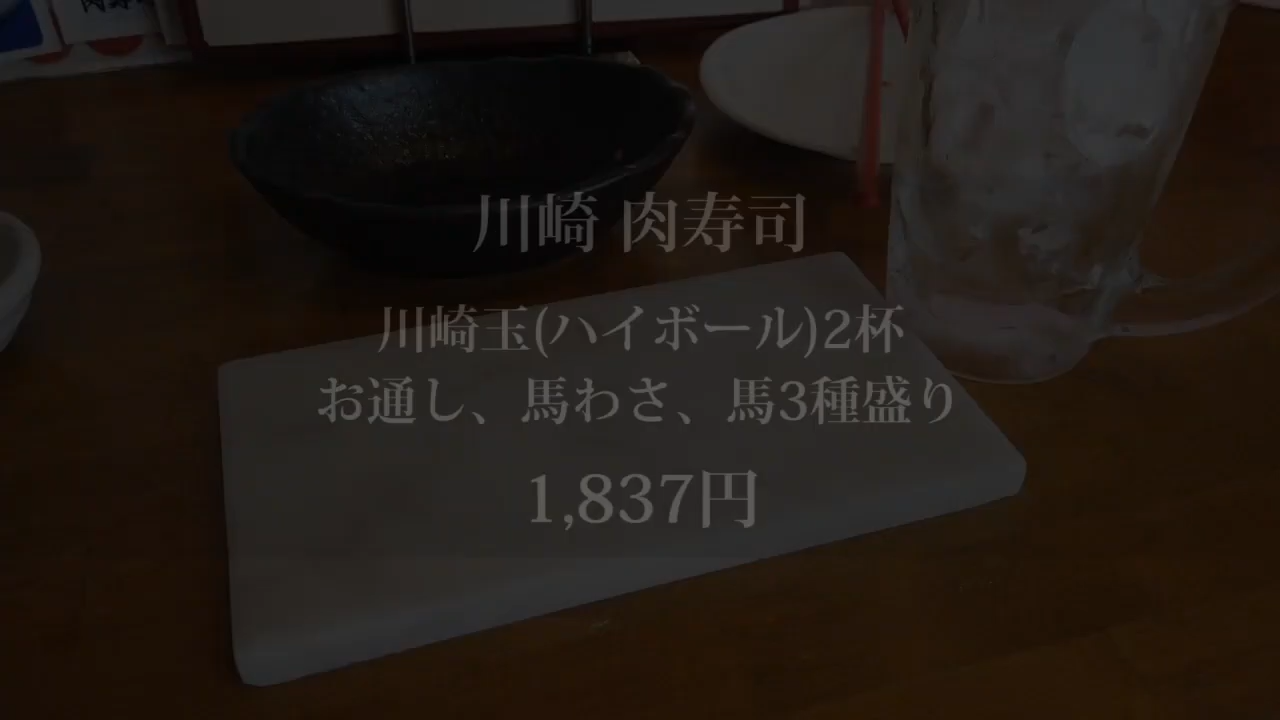 川崎 肉寿司
川崎玉(ハイボール)2杯
お通し、馬わさ、馬3種盛り
1,837円